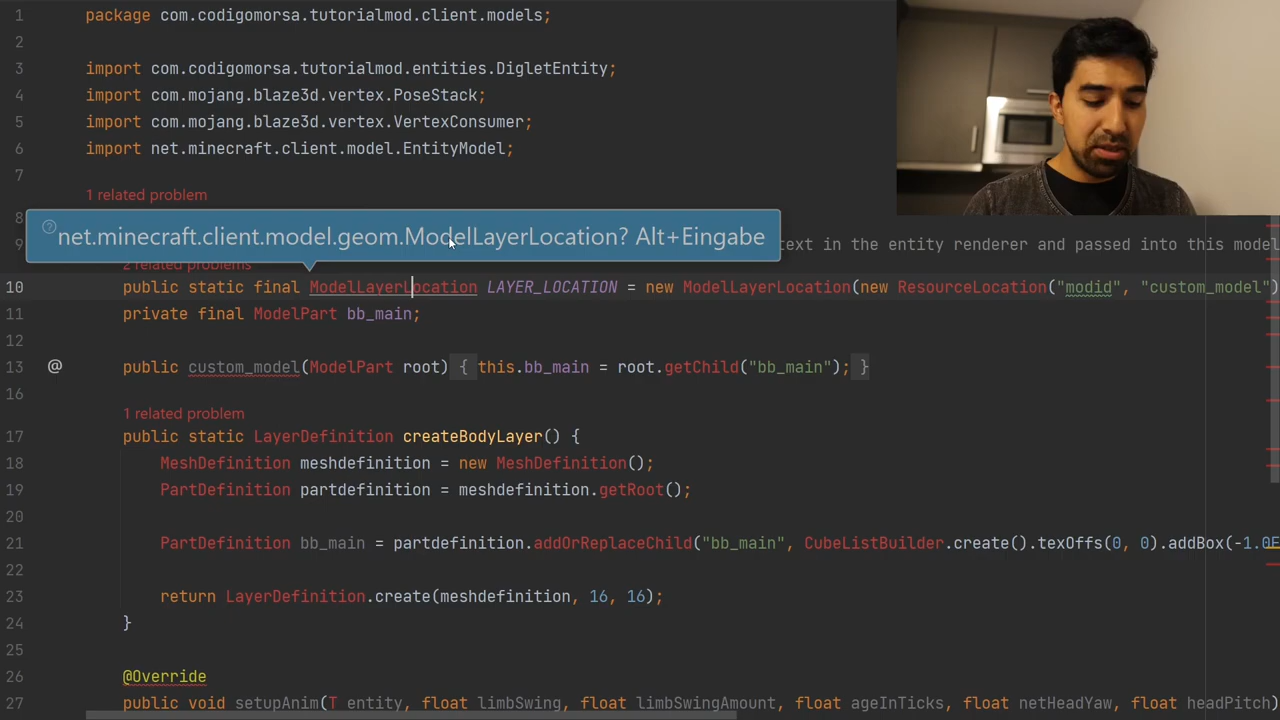 1 package com.codigomorsa.tutorialmod.client.models;
2
3 import com.codigomorsa.tutorialmod.entities.DigletEntity;
4 import com.mojang.blaze3d.vertex.PoseStack;
5 import com.mojang.blaze3d.vertex.VertexConsumer;
6 import net.minecraft.client.model.EntityModel;
7
1 related problem
8
net.minecraft.client.model.geom.ModelLayerLocation? Alt+Eingabe
9 text in the entity renderer and passed into this model
2 related problems
10 public static final ModelLayerLocation LAYER_LOCATION = new ModelLayerLocation(new ResourceLocation("modid", "custom_model")
11 private final ModelPart bb_main;
12
13 public custom_model(ModelPart root) { this.bb_main = root.getChild("bb_main"); }
16
1 related problem
17 public static LayerDefinition createBodyLayer() {
18 MeshDefinition meshdefinition = new MeshDefinition();
19 PartDefinition partdefinition = meshdefinition.getRoot();
20
21 PartDefinition bb_main = partdefinition.addOrReplaceChild("bb_main", CubeListBuilder.create().texOffs(0, 0).addBox(-1.0F
22
23 return LayerDefinition.create(meshdefinition, 16, 16);
24 }
25
26 @Override
27 public void setupAnim(T entity, float limbSwing, float limbSwingAmount, float ageInTicks, float netHeadYaw, float headPitch)